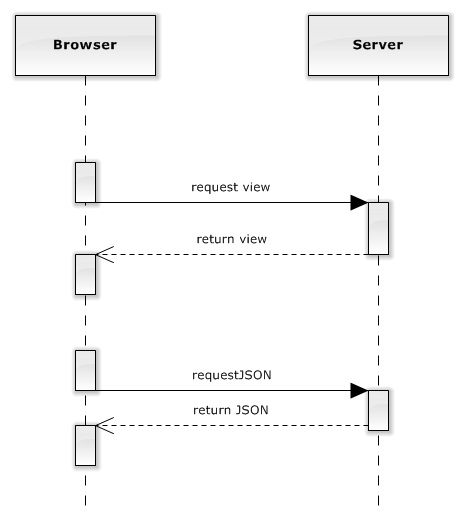 Browser
Server
request view
return view
requestJSON
return JSON